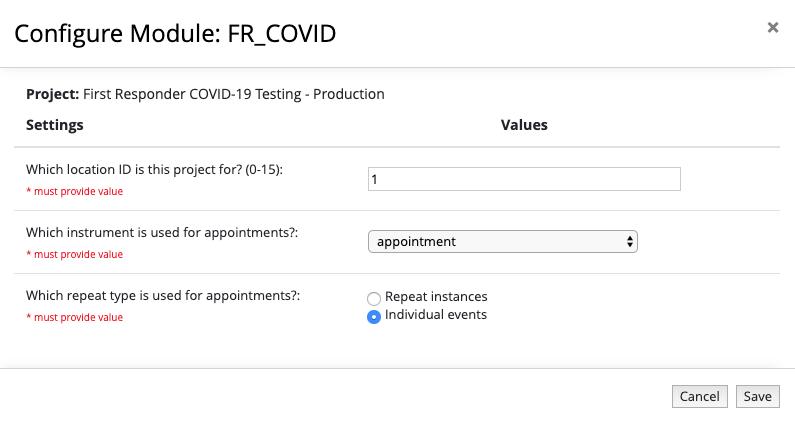 Configure Module: FR_COVID
×
Project: First Responder COVID-19 Testing - Production
Settings Values
Which location ID is this project for? (0-15):
* must provide value
1
Which instrument is used for appointments?:
* must provide value
appointment
Which repeat type is used for appointments?:
* must provide value
Repeat instances
Individual events
Cancel Save